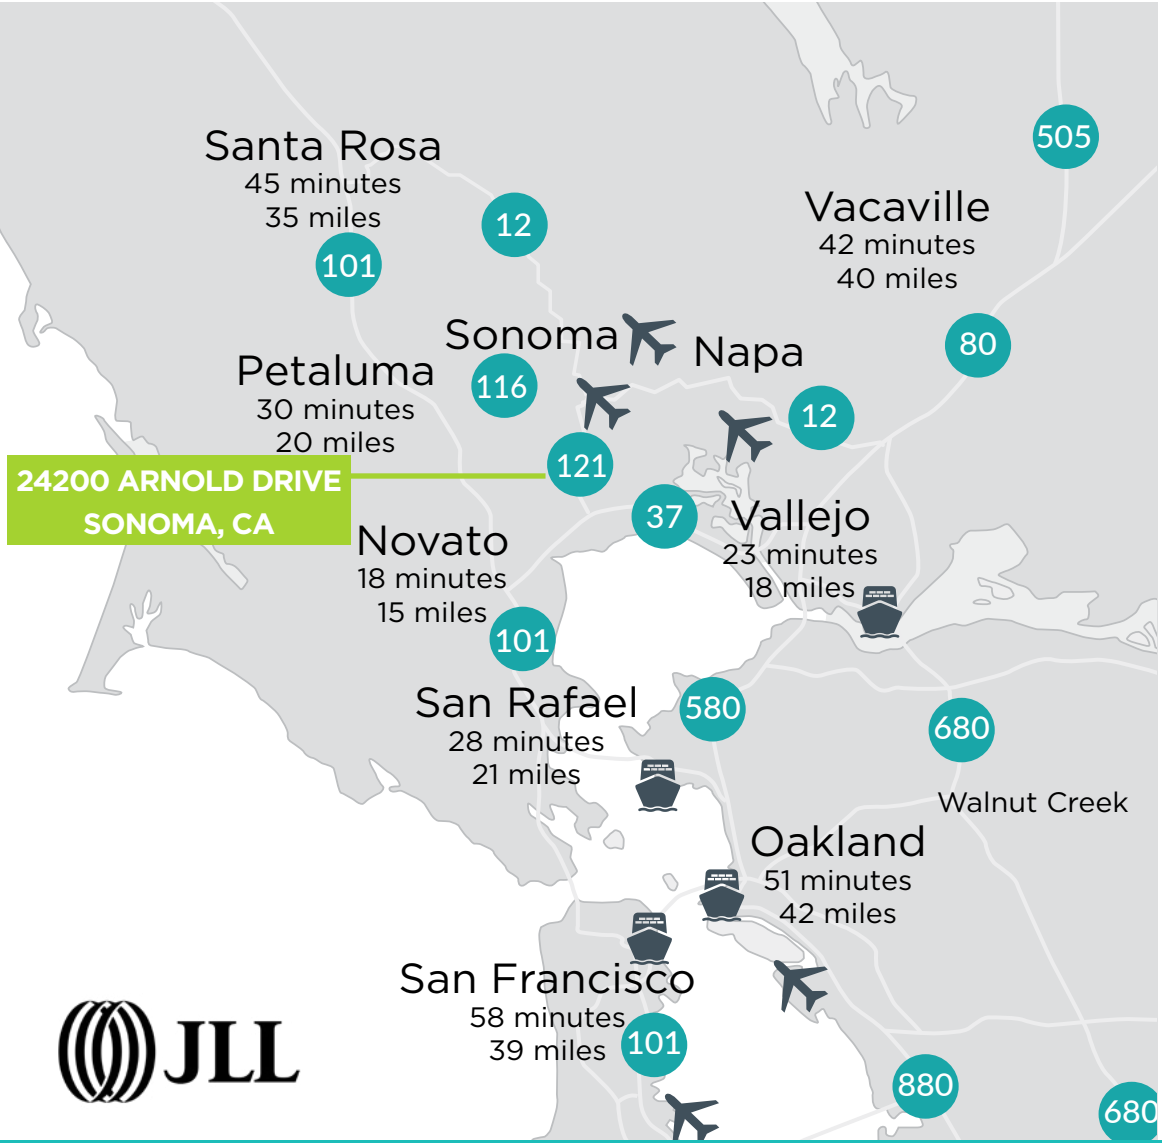 505
Santa Rosa
45 minutes
35 miles
12
101
Vacaville
42 minutes
40 miles
Sonoma
Napa
80
116
Petaluma
30 minutes
20 miles
12
121
24200 ARNOLD DRIVE
SONOMA, CA
37
Vallejo
23 minutes
18 miles
Novato
18 minutes
15 miles
101
San Rafael
28 minutes
21 miles
580
680
Walnut Creek
Oakland
51 minutes
42 miles
San Francisco
58 minutes
39 miles
101
JLL
880
680